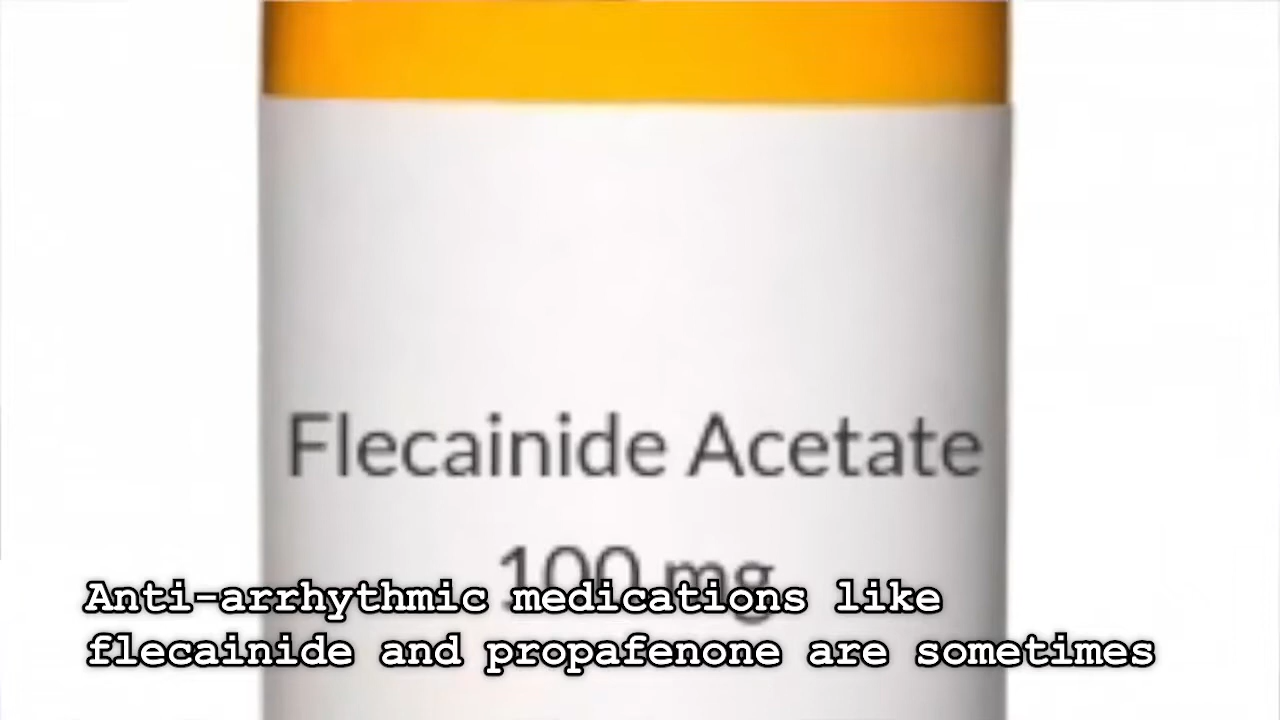 Flecainide Acetate
100 mg
Anti-arrhythmic medications like
flecainide and propafenone are sometimes